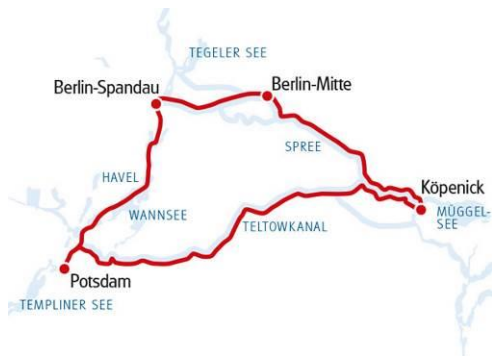 TEGELER SEE
Berlin-Spandau
Berlin-Mitte
SPREE
HAVEL
Köpenick
WANNSEE
MÜGGEL-
SEE
TELTOWKANAL
Potsdam
TEMPLINER SEE